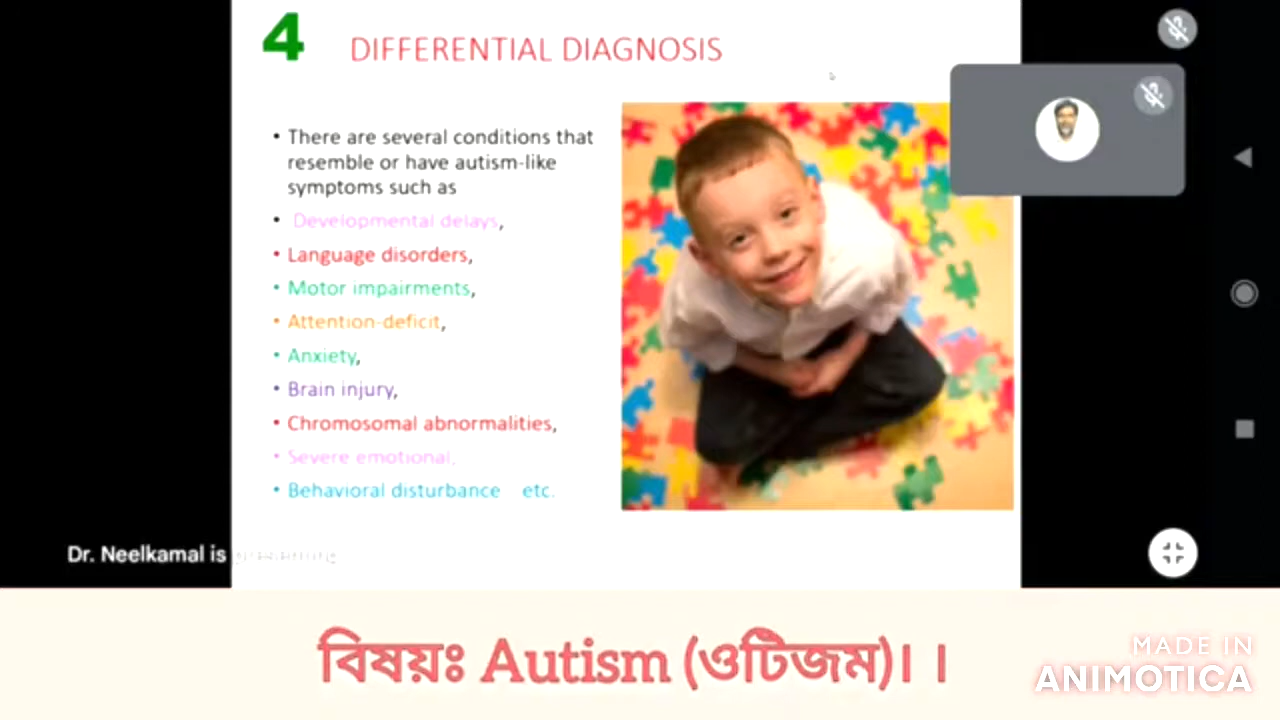 4 DIFFERENTIAL DIAGNOSIS
• There are several conditions that
resemble or have autism-like
symptoms such as
• Developmental delays,
• Language disorders,
• Motor impairments,
• Attention-deficit,
• Anxiety,
• Brain injury,
• Chromosomal abnormalities,
• Severe emotional,
• Behavioral disturbance etc.
Dr. Neelkamal is presenting
বিষয়ঃ Autism (ওটিজম)। ।
MADE IN
ANIMOTICA